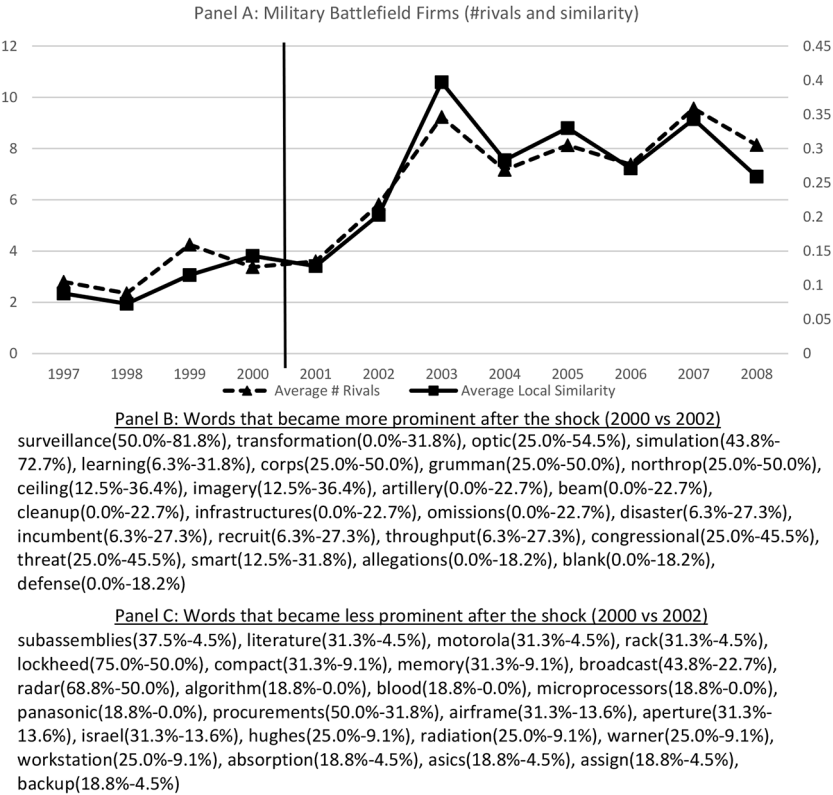 Panel A: Military Battlefield Firms (#rivals and similarity)
12 0.45
0.4
10 0.35
8 0.3
0.25
6
0.2
4 0.15
0.1
2
0.05
0 0
1997 1998 1999 2000 2001 2002 2003 2004 2005 2006 2007 2008
Average # Rivals Average Local Similarity
Panel B: Words that became more prominent after the shock (2000 vs 2002)
surveillance(50.0%-81.8%), transformation(0.0%-31.8%), optic(25.0%-54.5%), simulation(43.8%-
72.7%), learning(6.3%-31.8%), corps(25.0%-50.0%), grumman(25.0%-50.0%), northrop(25.0%-50.0%),
ceiling(12.5%-36.4%), imagery(12.5%-36.4%), artillery(0.0%-22.7%), beam(0.0%-22.7%),
cleanup(0.0%-22.7%), infrastructures(0.0%-22.7%), omissions(0.0%-22.7%), disaster(6.3%-27.3%),
incumbent(6.3%-27.3%), recruit(6.3%-27.3%), throughput(6.3%-27.3%), congressional(25.0%-45.5%),
threat(25.0%-45.5%), smart(12.5%-31.8%), allegations(0.0%-18.2%), blank(0.0%-18.2%),
defense(0.0%-18.2%)
Panel C: Words that became less prominent after the shock (2000 vs 2002)
subassemblies(37.5%-4.5%), literature(31.3%-4.5%), motorola(31.3%-4.5%), rack(31.3%-4.5%),
lockheed(75.0%-50.0%), compact(31.3%-9.1%), memory(31.3%-9.1%), broadcast(43.8%-22.7%),
radar(68.8%-50.0%), algorithm(18.8%-0.0%), blood(18.8%-0.0%), microprocessors(18.8%-0.0%),
panasonic(18.8%-0.0%), procurements(50.0%-31.8%), airframe(31.3%-13.6%), aperture(31.3%-
13.6%), israel(31.3%-13.6%), hughes(25.0%-9.1%), radiation(25.0%-9.1%), warner(25.0%-9.1%),
workstation(25.0%-9.1%), absorption(18.8%-4.5%), asics(18.8%-4.5%), assign(18.8%-4.5%),
backup(18.8%-4.5%)